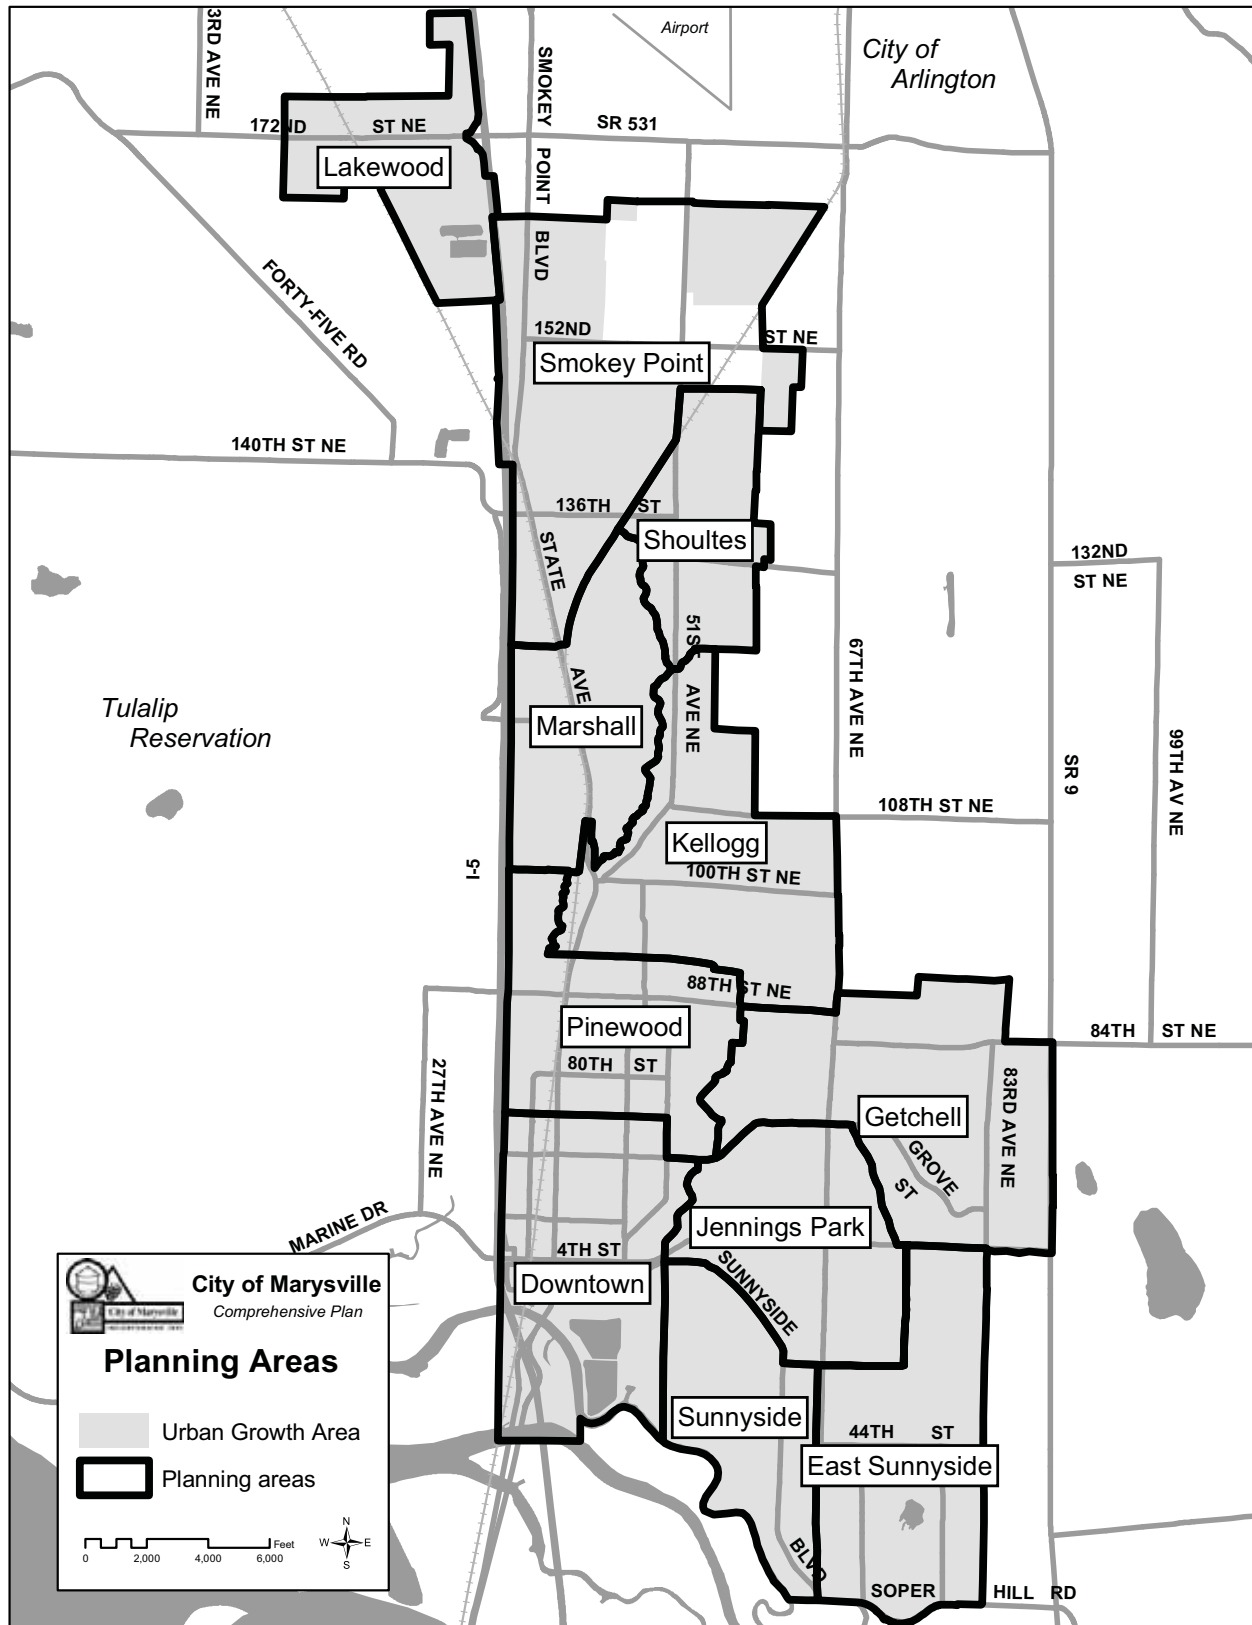 Airport
City of
Arlington
3RD AVE NE
SMOKEY
POINT
BLVD
172ND
ST NE
SR 531
Lakewood
FORTY-FIVE RD
152ND
ST NE
Smokey Point
140TH ST NE
136TH
ST
Shoultes
STATE
AVE
132ND
ST NE
51ST
AVE NE
67TH AVE NE
Tulalip
Reservation
Marshall
SR 9
99TH AV NE
108TH ST NE
Kellogg
100TH ST NE
I-5
88TH ST NE
Pinewood
84TH
ST NE
80TH
ST
27TH AVE NE
83RD AVE NE
Getchell
GROVE
ST
MARINE DR
Jennings Park
4TH ST
SUNNYSIDE
BLVD
Downtown
Sunnyside
44TH
ST
East Sunnyside
SOPER
HILL
RD
City of Marysville
City of Marysville
Comprehensive Plan
Planning Areas
Urban Growth Area
Planning areas
Feet
0
2,000
4,000
6,000
N
W
E
S